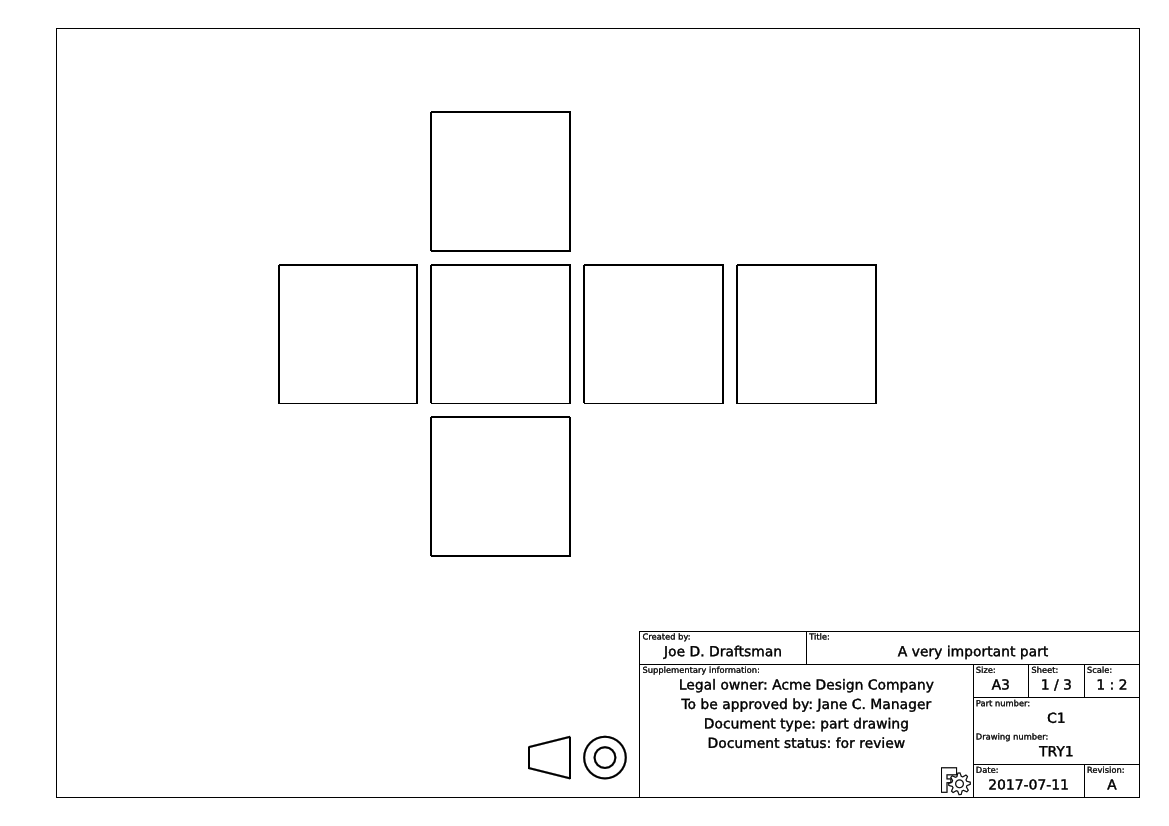 Created by:
Joe D. Draftsman
Title:
A very important part
Supplementary information:
Legal owner: Acme Design Company
To be approved by: Jane C. Manager
Document type: part drawing
Document status: for review
Size:
A3
Sheet:
1 / 3
Scale:
1 : 2
Part number:
C1
Drawing number:
TRY1
Date:
2017-07-11
Revision:
A